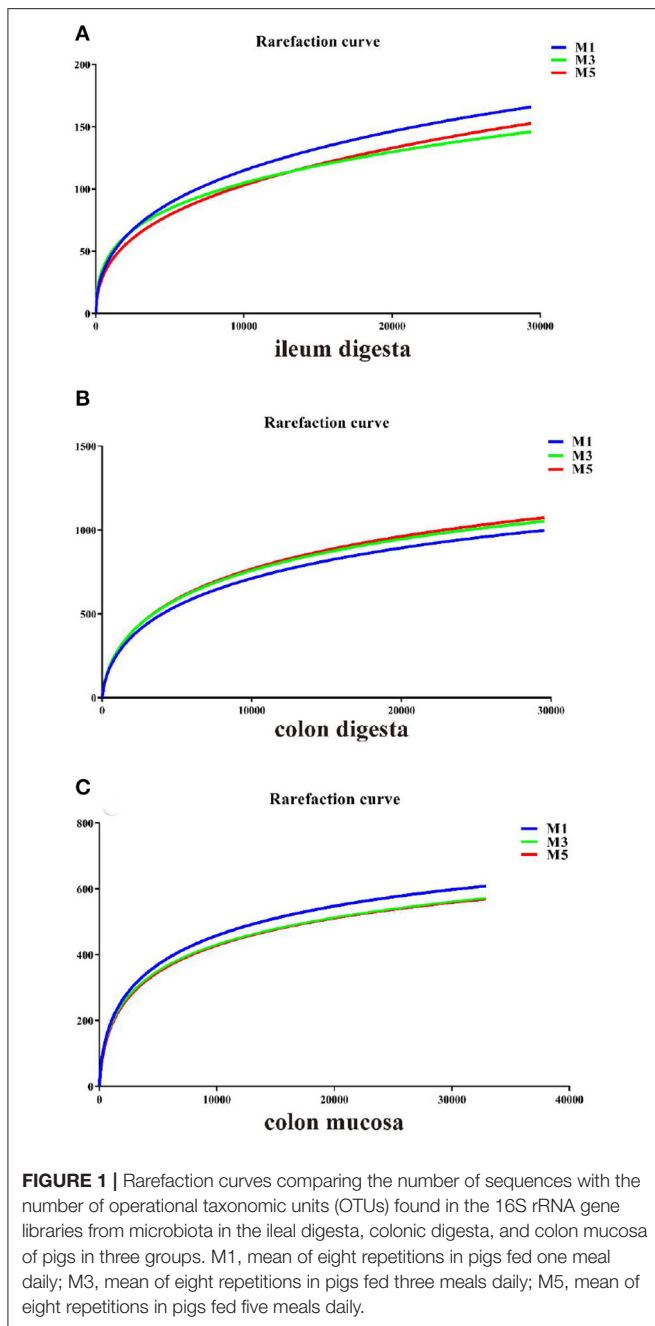 A
Rarefaction curve
M1
M3
M5
200
150
100
50
0
0 10000 20000 30000
ileum digesta
B
Rarefaction curve
M1
M3
M5
1500
1000
500
0
0 10000 20000 30000
colon digesta
C
Rarefaction curve
M1
M3
M5
800
600
400
200
0
0 10000 20000 30000 40000
colon mucosa
FIGURE 1 | Rarefaction curves comparing the number of sequences with the
number of operational taxonomic units (OTUs) found in the 16S rRNA gene
libraries from microbiota in the ileal digesta, colonic digesta, and colon mucosa
of pigs in three groups. M1, mean of eight repetitions in pigs fed one meal
daily; M3, mean of eight repetitions in pigs fed three meals daily; M5, mean of
eight repetitions in pigs fed five meals daily.